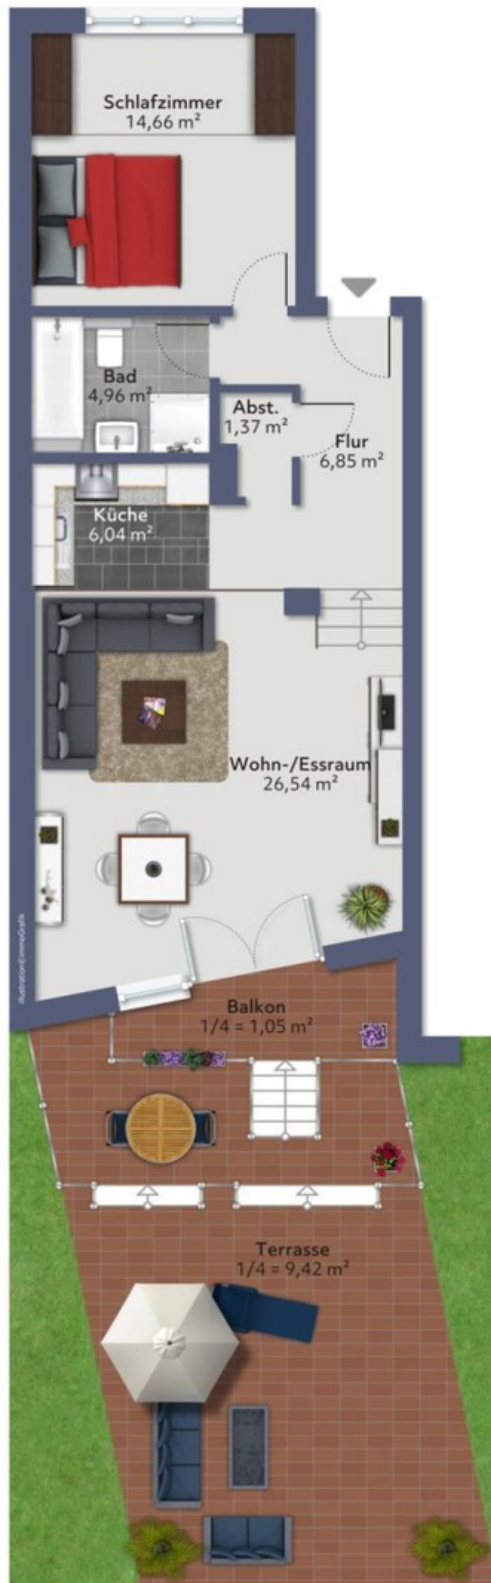 Schlafzimmer
14,66 m²
Bad
4,96 m²
Abst.
1,37 m²
Flur
6,85 m²
Küche
6,04 m²
Wohn-/Essraum
26,54 m²
Balkon
1/4 = 1,05 m²
Terrasse
1/4 = 9,42 m²